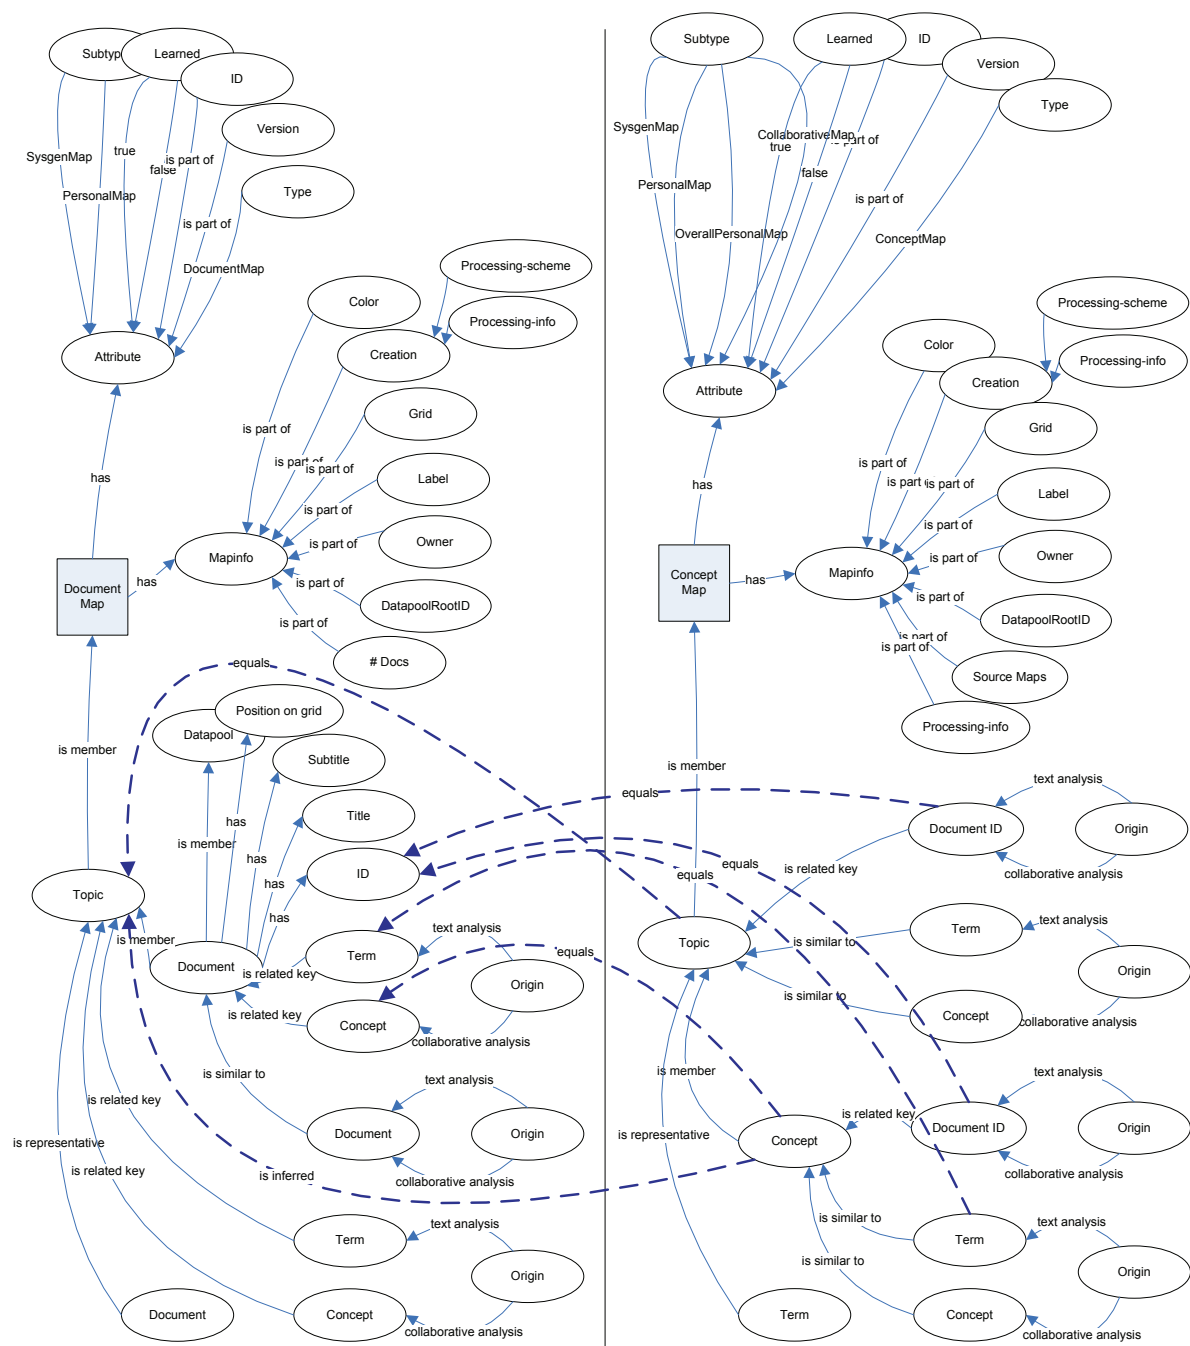 Subtype
Learned
ID
Version
Type
SysgenMap
true
false
is part of
PersonalMap
is part of
DocumentMap
Attribute
has
Document
Map
has
Mapinfo
Processing-scheme
Processing-info
Color
Creation
Grid
Label
Owner
DatapoolRootID
# Docs
is part of
is part of
is part of
is part of
is part of
is part of
is part of
equals
is member
Position on grid
Datapool
Subtitle
Title
ID
has
is member
has
has
has
Topic
is member
Document
Term
is related key
text analysis
Origin
Concept
is related key
collaborative analysis
is similar to
text analysis
Document
Origin
collaborative analysis
is related key
is representative
is related key
is inferred
Term
text analysis
Origin
Document
Concept
collaborative analysis
Subtype
Learned
ID
Version
Type
SysgenMap
CollaborativeMap
true
is part of
false
PersonalMap
is part of
OverallPersonalMap
ConceptMap
Attribute
has
Concept
Map
has
Mapinfo
Processing-scheme
Processing-info
Color
Creation
Grid
Label
Owner
DatapoolRootID
Source Maps
Processing-info
is part of
is part of
is part of
is part of
is part of
is part of
is part of
is part of
is member
equals
text analysis
Document ID
Origin
equals
equals
is related key
collaborative analysis
Topic
is similar to
Term
text analysis
equals
Origin
is similar to
Concept
collaborative analysis
is member
text analysis
is related key
Document ID
Origin
is representative
Concept
collaborative analysis
is similar to
Term
text analysis
is similar to
Origin
Term
Concept
collaborative analysis